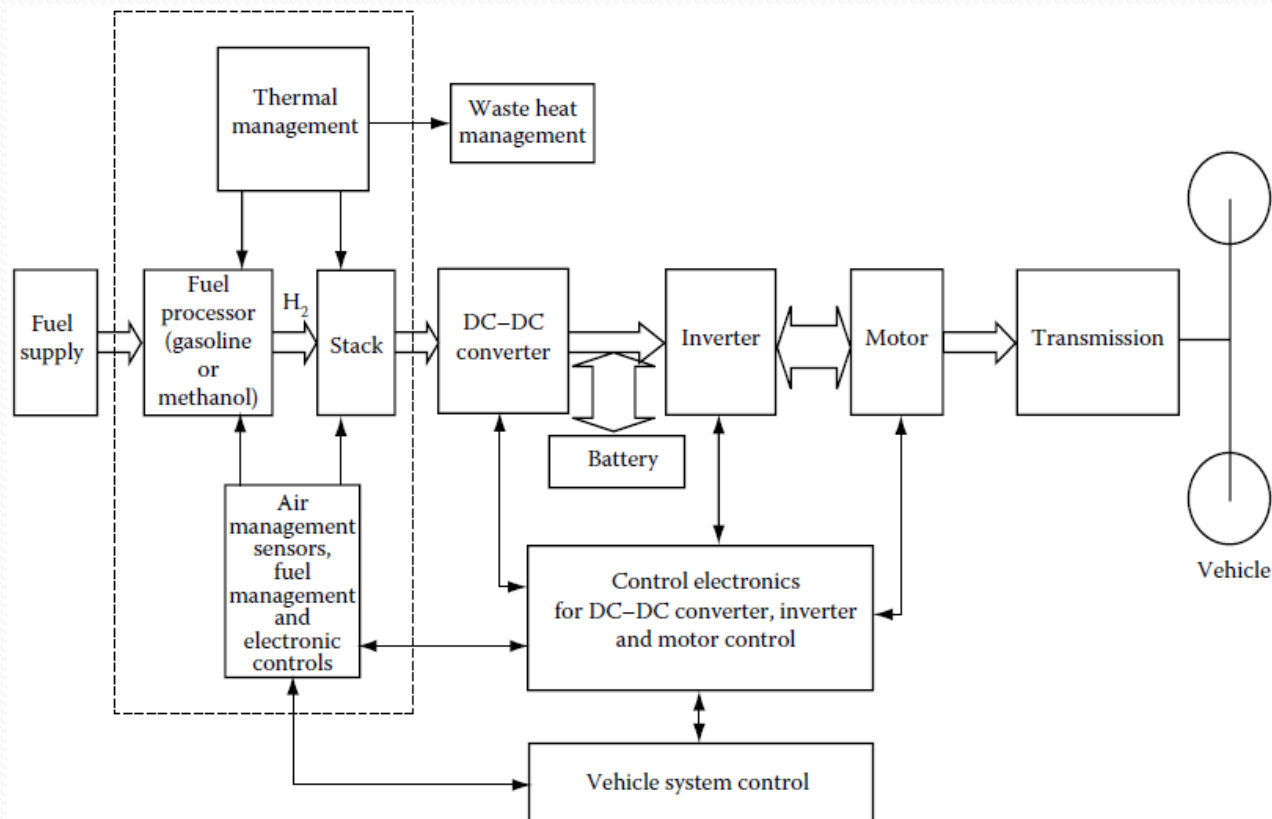 Thermal
management
Waste heat
management
Fuel
supply
Fuel
processor
(gasoline
or
methanol)
H₂
Stack
DC–DC
converter
Inverter
Motor
Transmission
Battery
Air
management
sensors,
fuel
management
and
electronic
controls
Control electronics
for DC–DC converter, inverter
and motor control
Vehicle
Vehicle system control